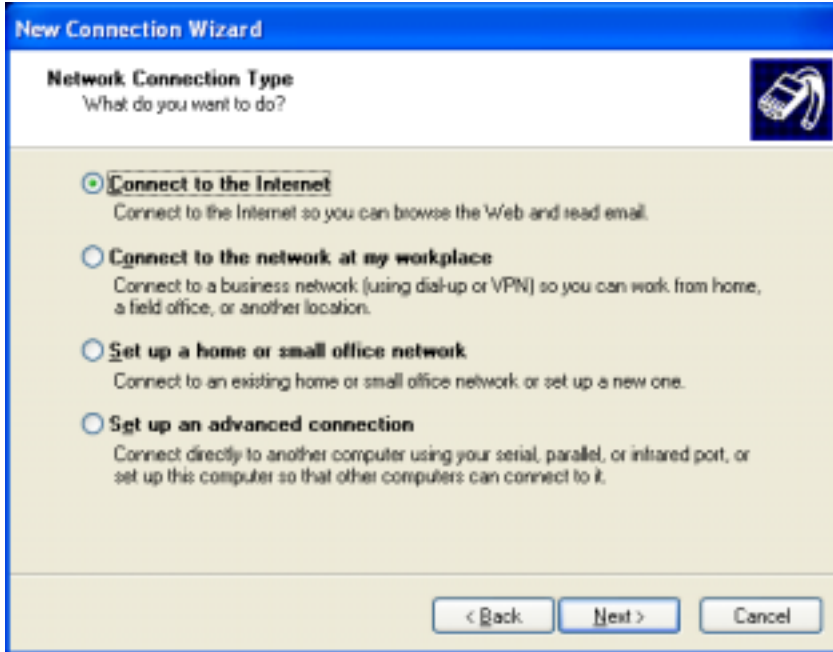 New Connection Wizard
Network Connection Type
What do you want to do?
Connect to the Internet
Connect to the Internet so you can browse the Web and read email.
Connect to the network at my workplace
Connect to a business network (using dial-up or VPN) so you can work from home,
a field office, or another location.
Set up a home or small office network
Connect to an existing home or small office network or set up a new one.
Set up an advanced connection
Connect directly to another computer using your serial, parallel, or infrared port, or
set up this computer so that other computers can connect to it.
< Back
Next >
Cancel